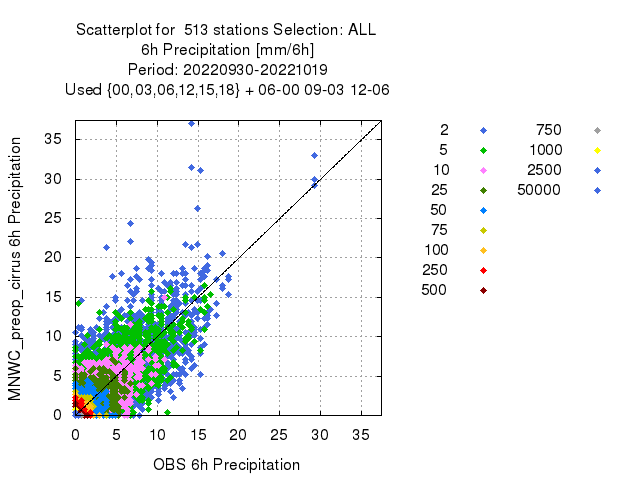 Scatterplot for 513 stations Selection: ALL
6h Precipitation [mm/6h]
Period: 20220930-20221019
Used {00,03,06,12,15,18} + 06-00 09-03 12-06
MNWC_preop_cirrus 6h Precipitation
35
30
25
20
15
10
5
0
0 5 10 15 20 25 30 35
OBS 6h Precipitation
2 750
5 1000
10 2500
25 50000
50
75
100
250
500